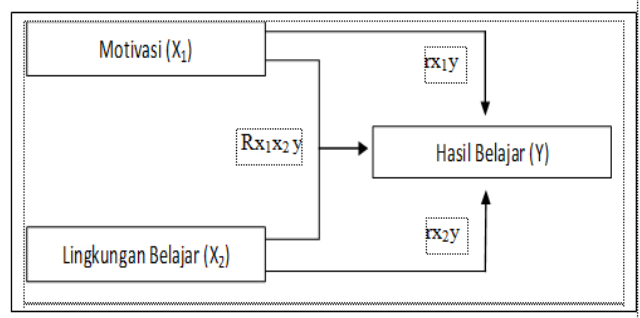 Motivasi (X₁)
rx₁y
Rx₁x₂ y
Hasil Belajar (Y)
rx₂y
Lingkungan Belajar (X₂)